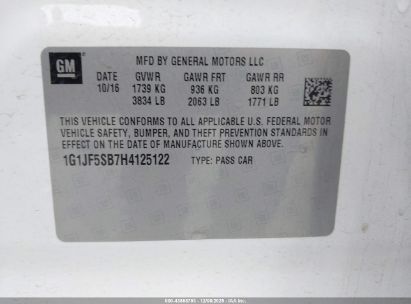 GM
MFD BY GENERAL MOTORS LLC
10/16 GVWR GAWR FRT GAWR RR
1739 KG 936 KG 803 KG
3834 LB 2063 LB 1771 LB
THIS VEHICLE CONFORMS TO ALL APPLICABLE U.S. FEDERAL MOTOR
VEHICLE SAFETY, BUMPER, AND THEFT PREVENTION STANDARDS IN
EFFECT ON THE DATE OF MANUFACTURE SHOWN ABOVE.
1G1JF5SB7H4125122 TYPE: PASS CAR